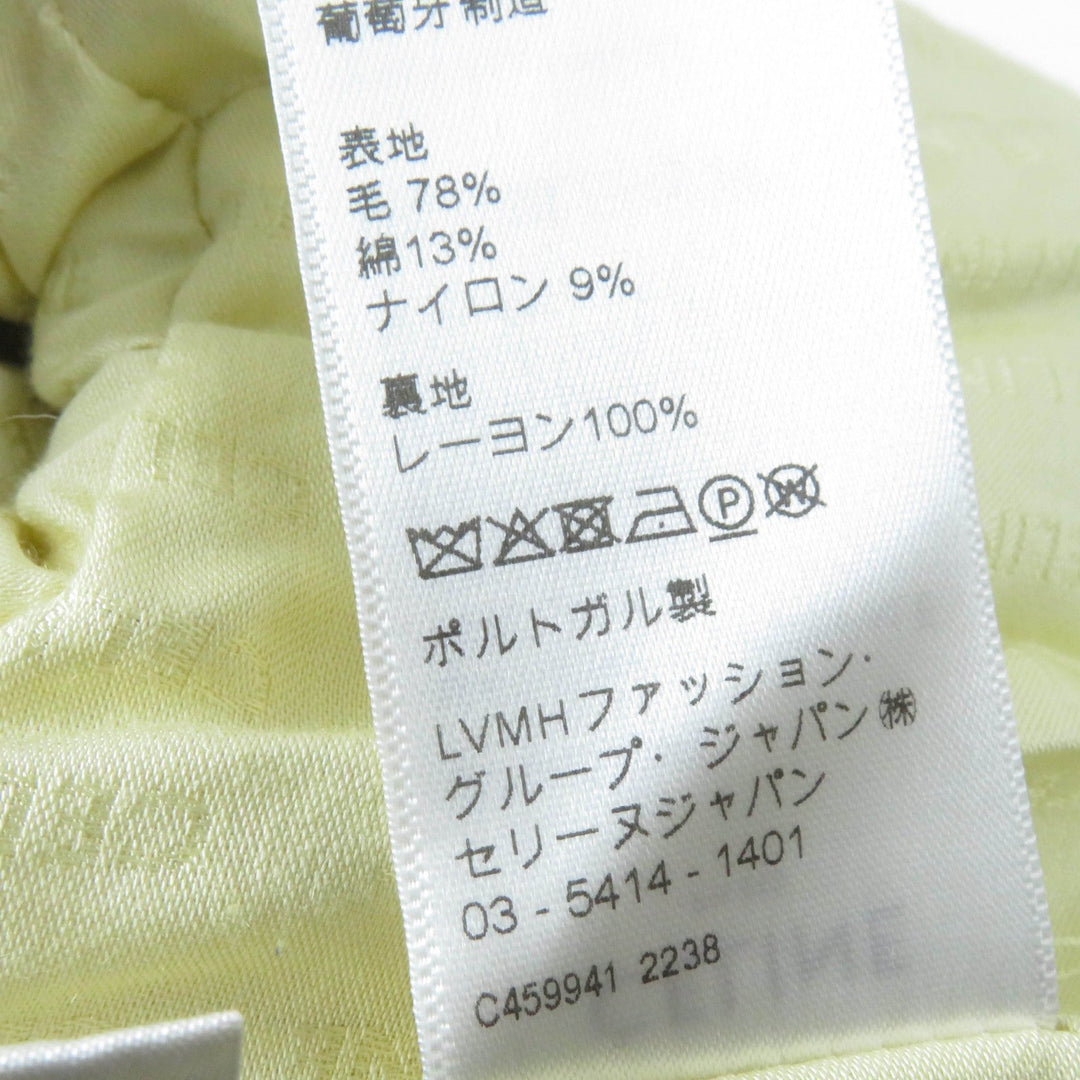 葡萄牙制造
表地
毛 78%
綿13%
ナイロン 9%
裏地
レーヨン100%
P W
ポルトガル製
LVMHファッション・
グループ・ジャパン㈱
セリーヌジャパン
03 - 5414 - 1401
C459941 2238